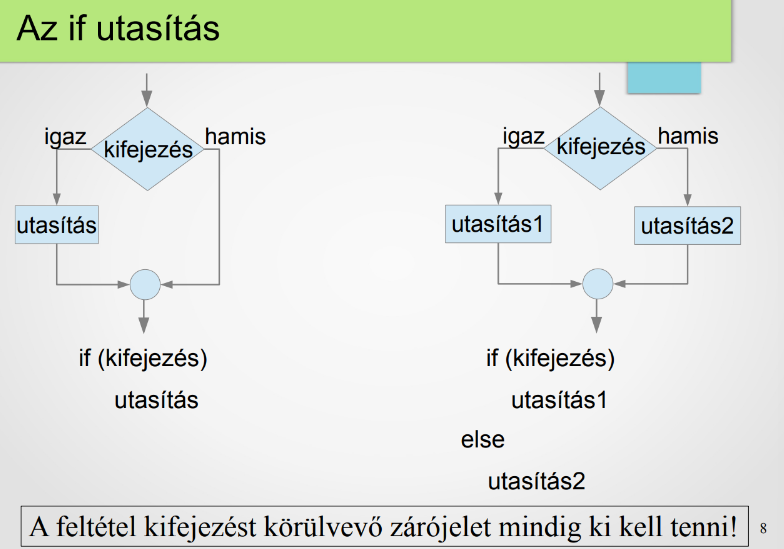 Az if utasítás
igaz
kifejezés
hamis
utasítás
if (kifejezés)
utasítás
igaz
kifejezés
hamis
utasítás1
utasítás2
if (kifejezés)
utasítás1
else
utasítás2
A feltétel kifejezést körülvevő zárójelet mindig ki kell tenni!
8